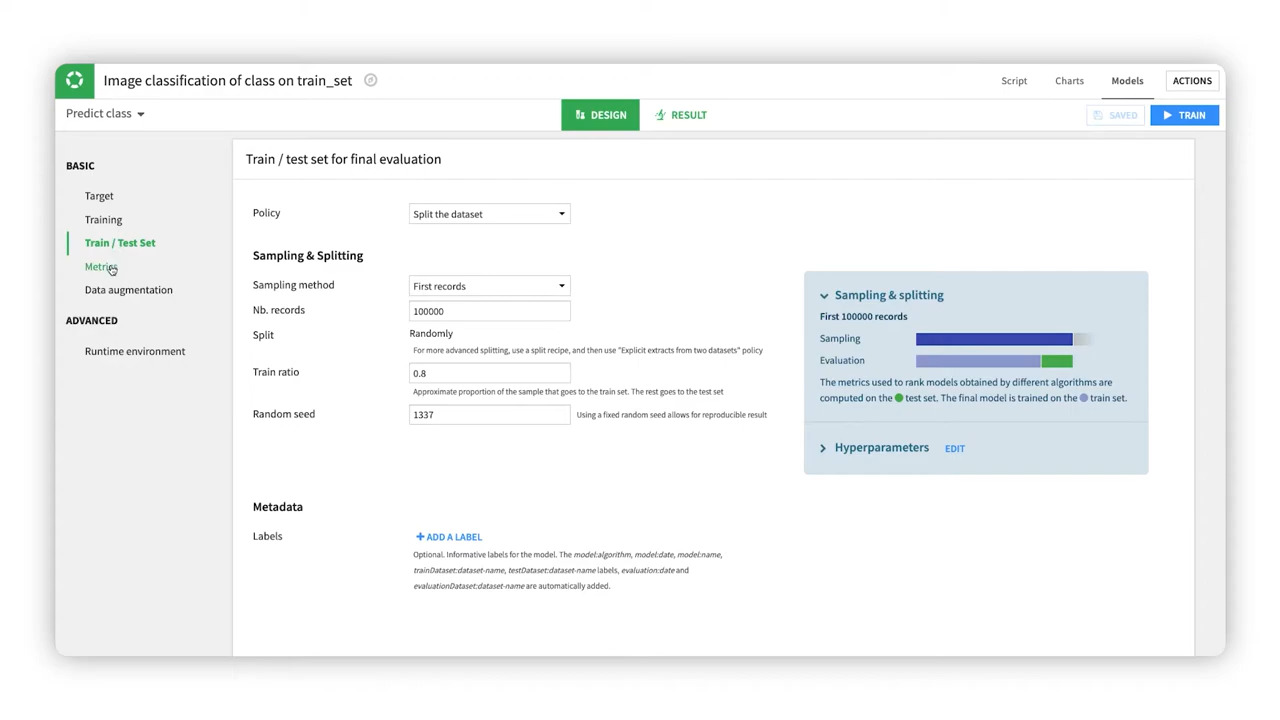 Image classification of class on train_set
Script
Charts
Models
ACTIONS
Predict class
DESIGN
RESULT
SAVED
TRAIN
BASIC
Target
Training
Train / Test Set
Metrics
Data augmentation
ADVANCED
Runtime environment
Train / test set for final evaluation
Policy
Split the dataset
Sampling & Splitting
Sampling method
First records
Nb. records
100000
Split
Randomly
For more advanced splitting, use a split recipe, and then use "Explicit extracts from two datasets" policy
Train ratio
0.8
Approximate proportion of the sample that goes to the train set. The rest goes to the test set
Random seed
1337
Using a fixed random seed allows for reproducible result
Metadata
Labels
+ ADD A LABEL
Optional. Informative labels for the model. The model:algorithm, model:date, model:name,
trainDataset:dataset-name, testDataset:dataset-name labels, evaluation:date and
evaluationDataset:dataset-name are automatically added.
Sampling & splitting
First 100000 records
Sampling
Evaluation
The metrics used to rank models obtained by different algorithms are
computed on the test set. The final model is trained on the train set.
Hyperparameters
EDIT